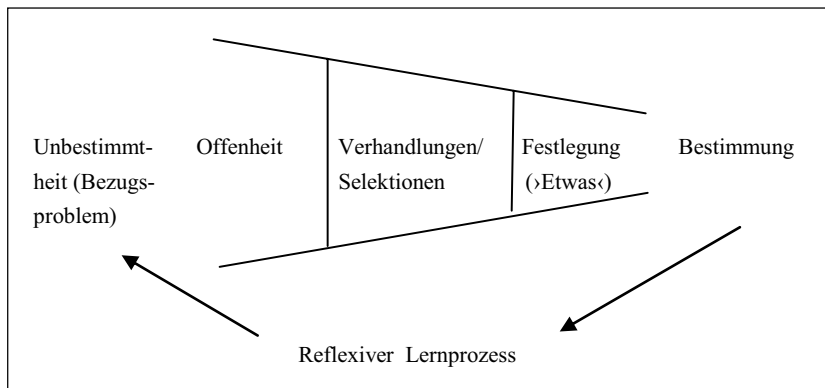 Unbestimmt-
heit (Bezugs-
problem)
Offenheit
Verhandlungen/
Selektionen
Festlegung
(›Etwas‹)
Bestimmung
Reflexiver Lernprozess